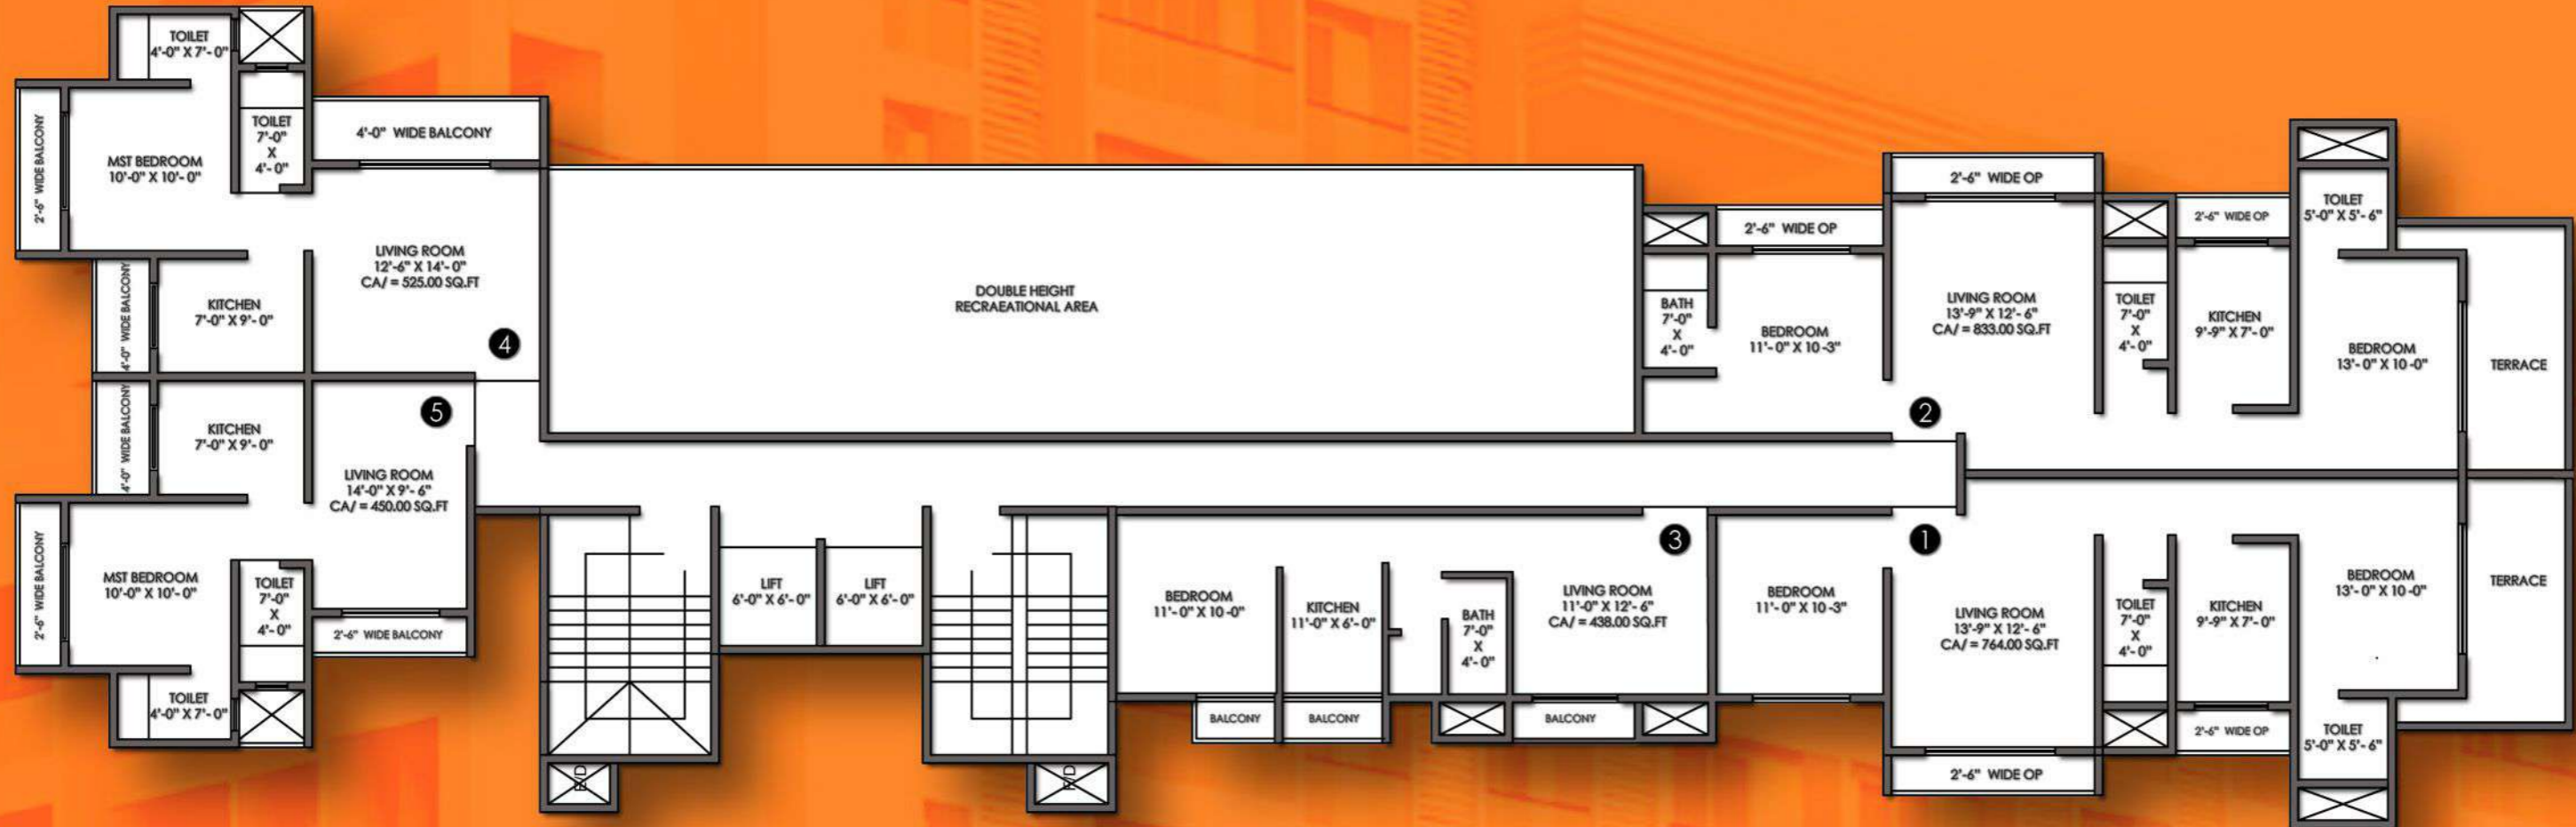 TOILET
4'-0" X 7'- 0"
2'-6" WIDE BALCONY
MST BEDROOM
10'-0" X 10'- 0"
TOILET
7'-0"
X
4'- 0"
4'-0" WIDE BALCONY
LIVING ROOM
12'-6" X 14'- 0"
CA/ = 525.00 SQ.FT
4'-0" WIDE BALCONY
KITCHEN
7'-0" X 9'- 0"
4
DOUBLE HEIGHT
RECRAEATIONAL AREA
2'-6" WIDE OP
BATH
7'-0"
X
4'- 0"
BEDROOM
11'- 0" X 10 -3"
2'-6" WIDE OP
LIVING ROOM
13'-9" X 12'- 6"
CA/ = 833.00 SQ.FT
2
TOILET
7'-0"
X
4'- 0"
2'-6" WIDE OP
KITCHEN
9'-9" X 7'- 0"
TOILET
5'-0" X 5'- 6"
BEDROOM
13'- 0" X 10 -0"
TERRACE
4'-0" WIDE BALCONY
KITCHEN
7'-0" X 9'- 0"
5
LIVING ROOM
14'-0" X 9'- 6"
CA/ = 450.00 SQ.FT
2'-6" WIDE BALCONY
MST BEDROOM
10'-0" X 10'- 0"
TOILET
7'-0"
X
4'- 0"
2'-6" WIDE BALCONY
TOILET
4'-0" X 7'- 0"
LIFT
6'-0" X 6'- 0"
LIFT
6'-0" X 6'- 0"
BEDROOM
11'- 0" X 10 -0"
KITCHEN
11'-0" X 6'- 0"
BATH
7'-0"
X
4'- 0"
LIVING ROOM
11'-0" X 12'- 6"
CA/ = 438.00 SQ.FT
3
BALCONY
BALCONY
BALCONY
BEDROOM
11'- 0" X 10 -3"
1
LIVING ROOM
13'-9" X 12'- 6"
CA/ = 764.00 SQ.FT
2'-6" WIDE OP
TOILET
7'-0"
X
4'- 0"
KITCHEN
9'-9" X 7'- 0"
2'-6" WIDE OP
BEDROOM
13'- 0" X 10 -0"
TOILET
5'-0" X 5'- 6"
TERRACE